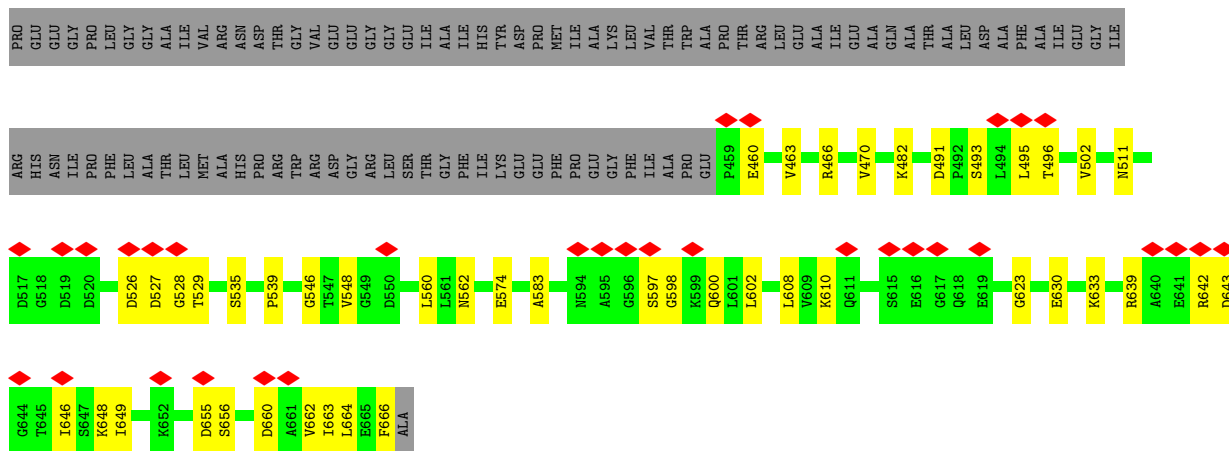 PRO GLU GLU GLY PRO LEU GLY GLY ALA ILE VAL ARG ASN ASP THR GLY VAL GLU GLU GLY GLY GLU ILE ALA ILE HIS TYR ASP PRO MET ILE ALA LYS LEU VAL THR TRP ALA PRO THR ARG LEU GLU ALA ILE GLU ALA GLN ALA THR ALA LEU ASP ALA PHE ALA ILE GLU GLY ILE
ARG HIS ASN ILE PRO PHE LEU ALA THR LEU MET ALA HIS PRO ARG TRP ARG ASP GLY ARG LEU SER THR GLY PHE ILE LYS GLU GLU PHE PRO GLU GLY PHE ILE ALA PRO GLU P459 E460 V463 R466 V470 K482 D491 P492 S493 L494 L495 T496 V502 N511
D517 G518 D519 D520 D526 D527 G528 T529 S535 P539 G546 T547 V548 G549 D550 L560 L561 N562 E574 A583 N594 A595 G596 S597 G598 K599 Q600 L601 L602 L608 V609 K610 Q611 S615 E616 G617 Q618 E619 G623 E630 K633 R639 A640 E641 R642 D643
G644 T645 I646 S647 K648 I649 K652 D655 S656 D660 A661 V662 I663 L664 E665 F666 ALA